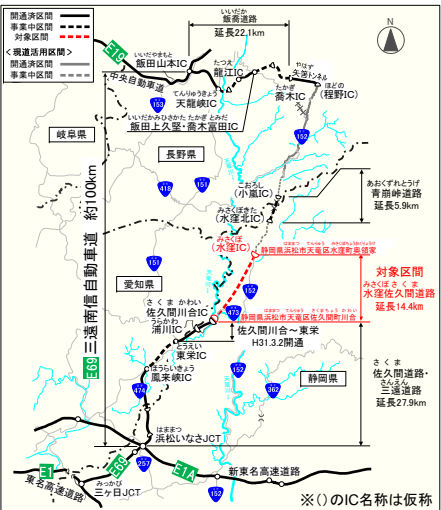 開通済区間
事業中区間
対象区間
<現道活用区間>
開通済区間
事業中区間
いいだか
飯喬道路
延長22.1km
N
E19
いいだやまもと
飯田山本IC
中央自動車道
たつえ
龍江IC
やはず
矢筈トンネル
ほどの
(程野)IC
たかぎ
喬木IC
てんりゅうきょう
天龍峡IC
153
いいだかみひさかた たかぎ とみだ
飯田上久堅・喬木富田IC
152
岐阜県
長野県
418
151
こおろし
(小嵐IC)
みさくぼきた
(水窪北IC)
あおくずれとうげ
青崩峠道路
延長5.9km
みさくぼ
(水窪IC)
静岡県浜松市天竜区水窪町奥領家
E69 三遠南信自動車道 約100km
151
愛知県
152
対象区間
みさくぼ さくま
水窪佐久間道路
延長14.4km
さくま かわい
佐久間川合IC
473
静岡県浜松市天竜区佐久間町川合
うらかわ
浦川IC
佐久間川合～東栄
H31.3.2開通
とうえい
東栄IC
152
さくま
佐久間道路・
さんえん
三遠道路
延長27.9km
ほうらいきょう
鳳来峡IC
静岡県
474
362
はままつ
浜松いなさJCT
E69
257
E1A
新東名高速道路
E1
東名高速道路
みっかび
三ヶ日JCT
152
※()のIC名称は仮称